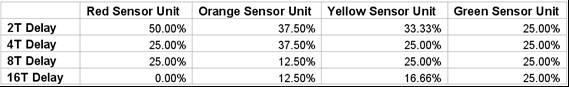 Red Sensor Unit Orange Sensor Unit Yellow Sensor Unit Green Sensor Unit
2T Delay 50.00% 37.50% 33.33% 25.00%
4T Delay 25.00% 37.50% 25.00% 25.00%
8T Delay 25.00% 12.50% 25.00% 25.00%
16T Delay 0.00% 12.50% 16.66% 25.00%